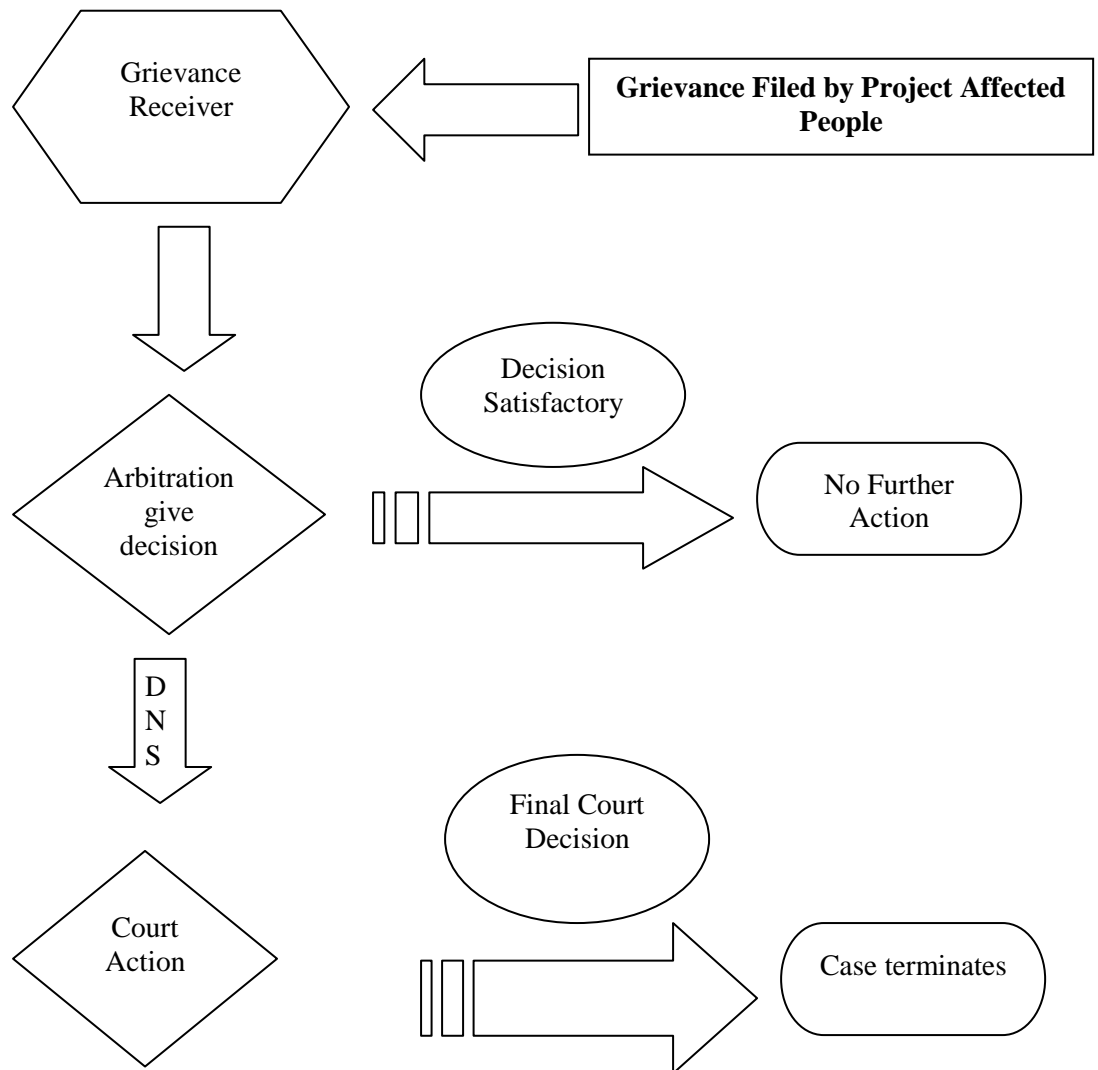 Grievance
Receiver
Grievance Filed by Project Affected
People
Decision
Satisfactory
Arbitration
give
decision
No Further
Action
D
N
S
Final Court
Decision
Court
Action
Case terminates